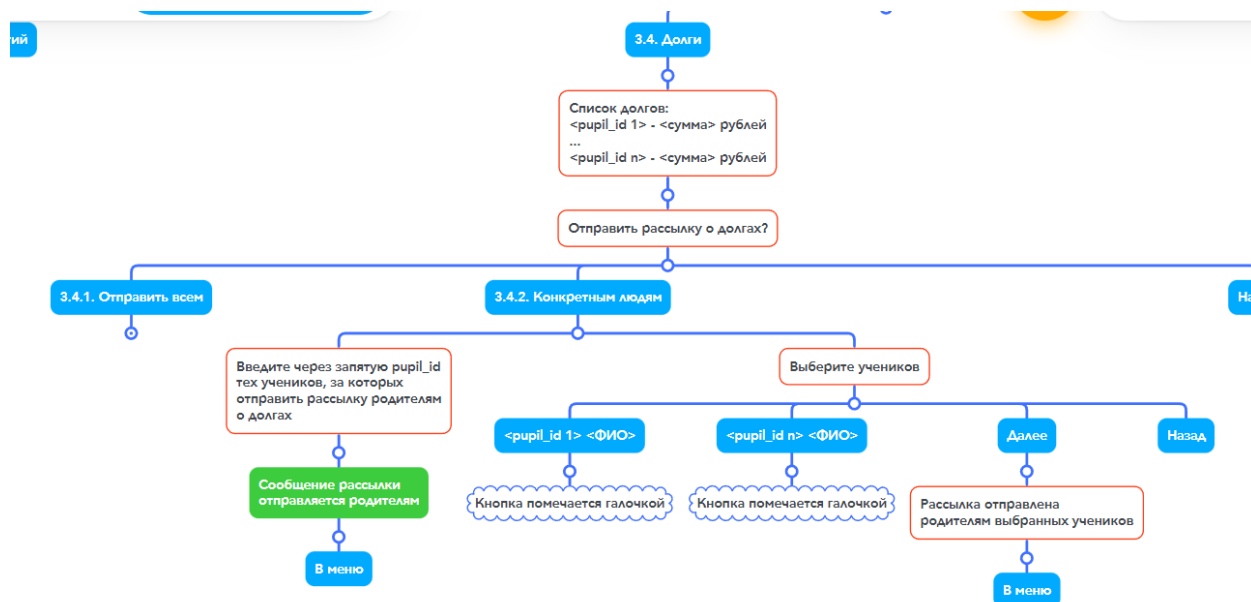 3.4. Долги
Список долгов:
<pupil_id 1> - <сумма> рублей
...
<pupil_id n> - <сумма> рублей
Отправить рассылку о долгах?
3.4.1. Отправить всем
3.4.2. Конкретным людям
Введите через запятую pupil_id
тех учеников, за которых
отправить рассылку родителям
о долгах
Выберите учеников
<pupil_id 1> <ФИО>
<pupil_id n> <ФИО>
Далее
Назад
Сообщение рассылки
отправляется родителям
Кнопка помечается галочкой
Кнопка помечается галочкой
Рассылка отправлена
родителям выбранных учеников
В меню
В меню